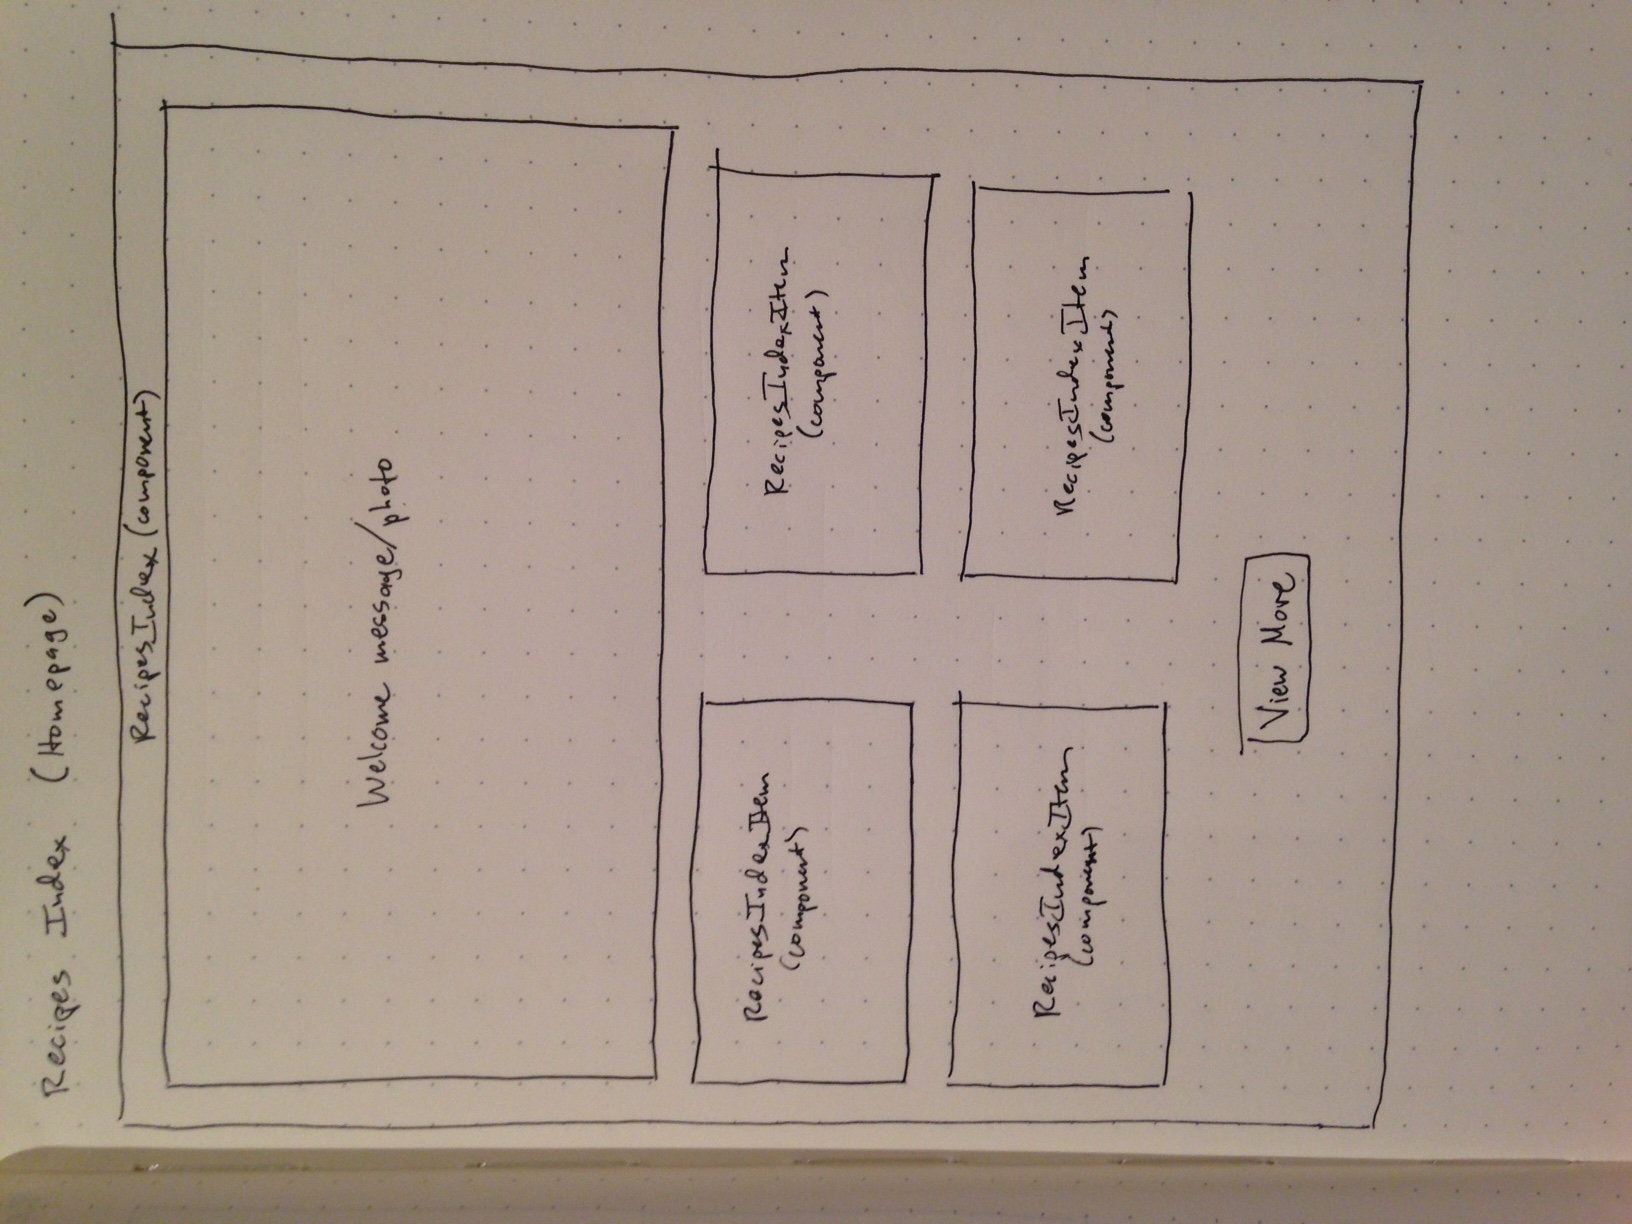 Recipes Index (Homepage)
RecipesIndex (component)
Welcome message/photo
RecipesIndexItem
(component)
RecipesIndexItem
(component)
RecipesIndexItem
(component)
RecipesIndexItem
(component)
View More